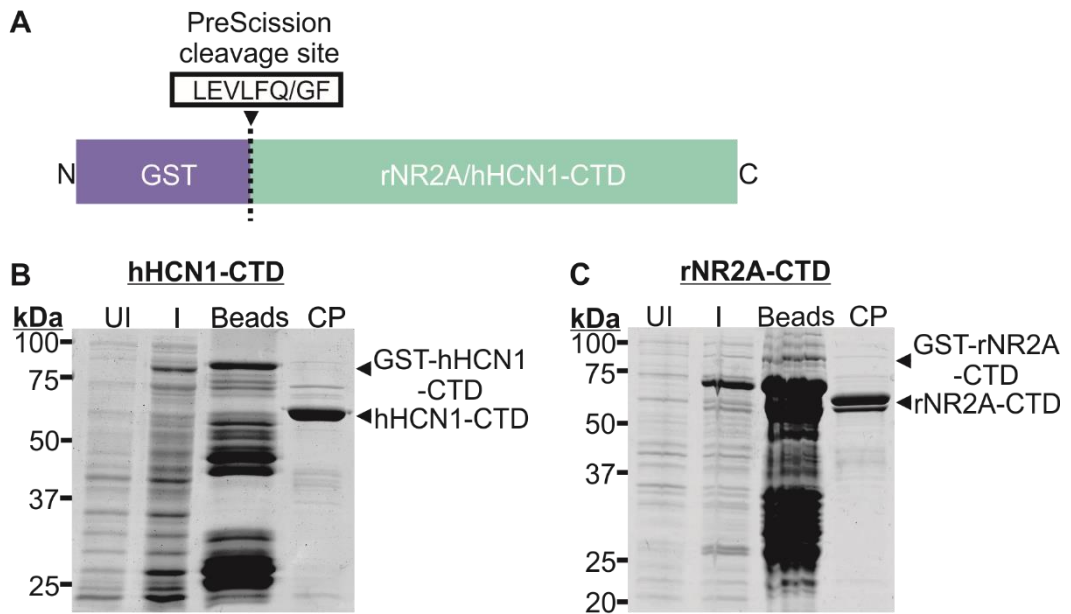 A
PreScission
cleavage site
LEVLFQ/GF
N
GST
rNR2A/hHCN1-CTD
C
B
hHCN1-CTD
kDa
UI
I
Beads
CP
100
75
50
37
25
GST-hHCN1
-CTD
hHCN1-CTD
C
rNR2A-CTD
kDa
UI
I
Beads
CP
100
75
50
37
25
20
GST-rNR2A
-CTD
rNR2A-CTD